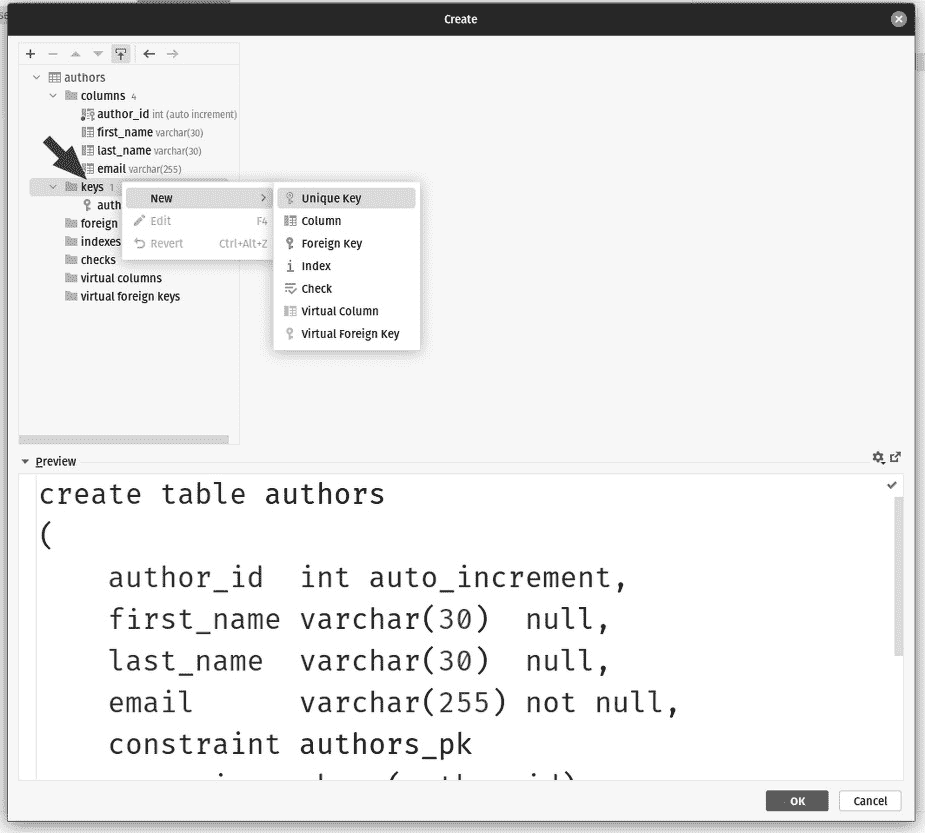 Create
authors
columns 4
author_id int (auto increment)
first_name varchar(30)
last_name varchar(30)
email varchar(255)
keys 1
auth
foreign
indexes
checks
virtual columns
virtual foreign keys
New
Edit F4
Revert Ctrl+Alt+Z
Unique Key
Column
Foreign Key
Index
Check
Virtual Column
Virtual Foreign Key
Preview
create table authors
(
author_id int auto_increment,
first_name varchar(30) null,
last_name varchar(30) null,
email varchar(255) not null,
constraint authors_pk
OK
Cancel